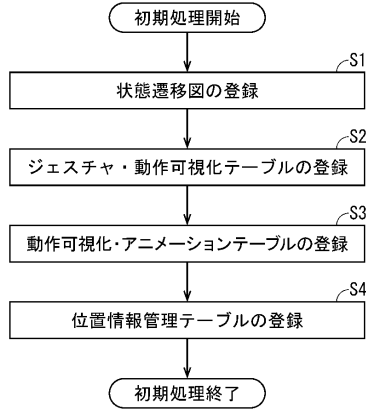 初期処理開始
S1
状態遷移図の登録
S2
ジェスチャ・動作可視化テーブルの登録
S3
動作可視化・アニメーションテーブルの登録
S4
位置情報管理テーブルの登録
初期処理終了